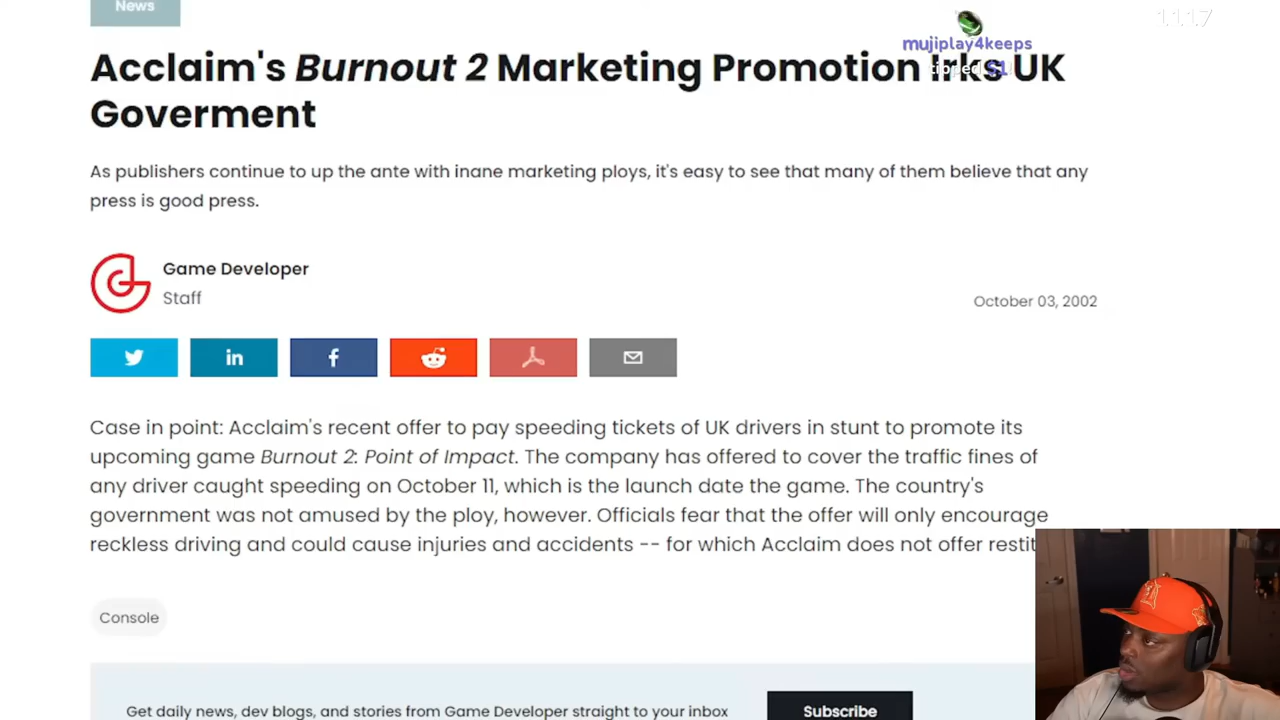 News
mujiplay4keeps
tipped $1!
Acclaim's Burnout 2 Marketing Promotion Irks UK
Goverment
As publishers continue to up the ante with inane marketing ploys, it's easy to see that many of them believe that any
press is good press.
Game Developer
Staff
October 03, 2002
Case in point: Acclaim's recent offer to pay speeding tickets of UK drivers in stunt to promote its
upcoming game Burnout 2: Point of Impact. The company has offered to cover the traffic fines of
any driver caught speeding on October 11, which is the launch date the game. The country's
government was not amused by the ploy, however. Officials fear that the offer will only encourage
reckless driving and could cause injuries and accidents -- for which Acclaim does not offer restit
Console
Get daily news, dev blogs, and stories from Game Developer straight to your inbox
Subscribe